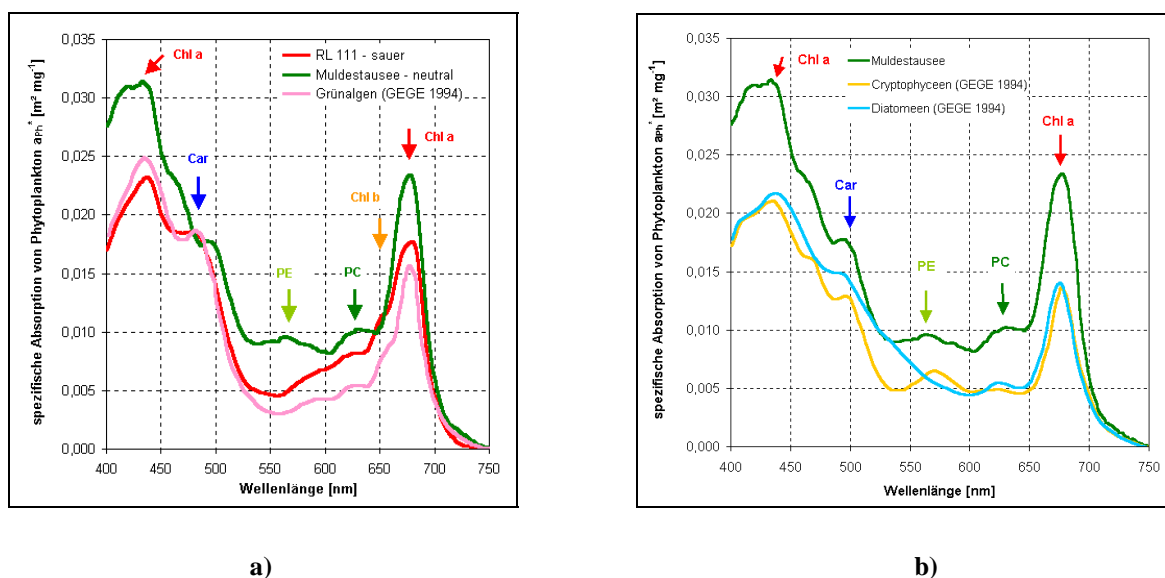 spezifische Absorption von Phytoplankton aPh* [m² mg-1]
0,035
0,030
0,025
0,020
0,015
0,010
0,005
0,000
400 450 500 550 600 650 700 750
Wellenlänge [nm]
Chl a
RL 111 - sauer
Muldestausee - neutral
Grünalgen (GEGE 1994)
Car
Chl a
Chl b
PE
PC
a)
spezifische Absorption von Phytoplankton aPh* [m² mg-1]
0,035
0,030
0,025
0,020
0,015
0,010
0,005
0,000
400 450 500 550 600 650 700 750
Wellenlänge [nm]
Chl a
Muldestausee
Cryptophyceen (GEGE 1994)
Diatomeen (GEGE 1994)
Chl a
Car
PE
PC
b)